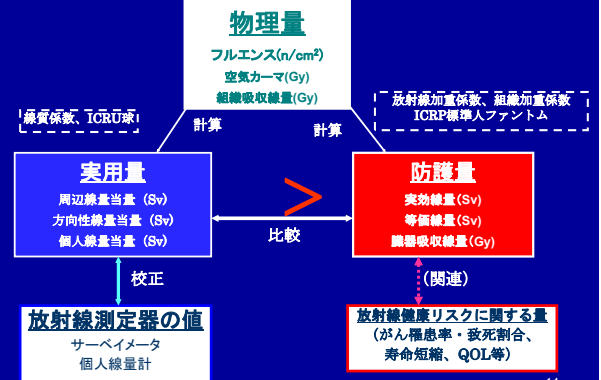 物理量
フルエンス(n/cm²)
空気カーマ(Gy)
組織吸収線量(Gy)
線質係数、ICRU球
計算
計算
放射線加重係数、組織加重係数
ICRP標準人ファントム
実用量
周辺線量当量 (Sv)
方向性線量当量 (Sv)
個人線量当量 (Sv)
>
比較
防護量
実効線量(Sv)
等価線量(Sv)
臓器吸収線量(Gy)
校正
(関連)
放射線測定器の値
サーベイメータ
個人線量計
放射線健康リスクに関する量
(がん罹患率・致死割合、
寿命短縮、QOL等)